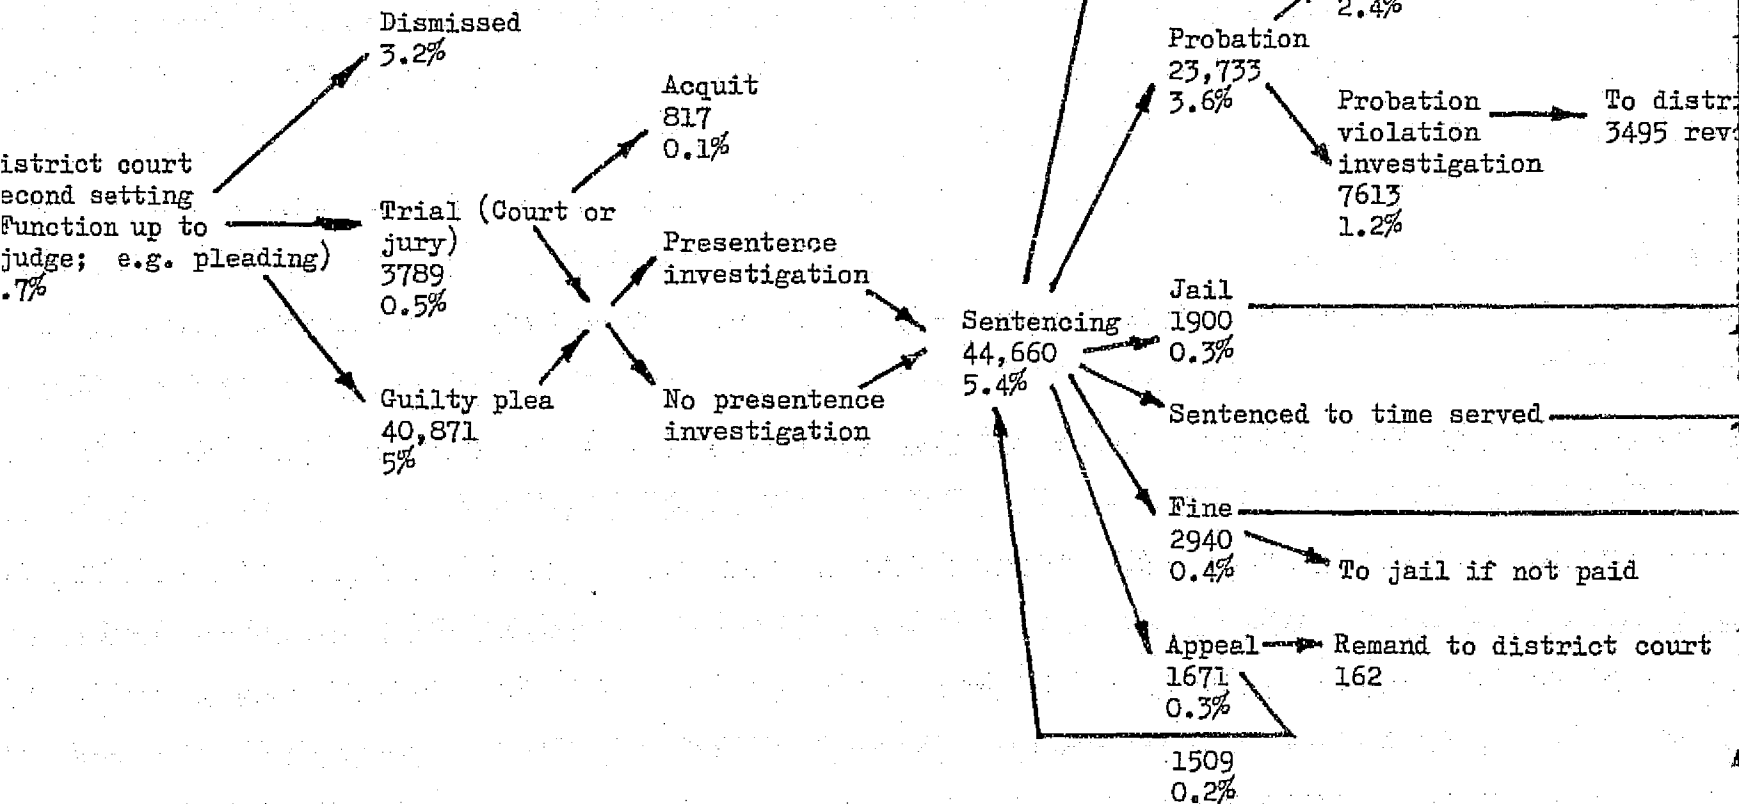 Dismissed
3.2%
istrict court
econd setting
Function up to
judge; e.g. pleading)
.7%
Trial (Court or
jury)
3789
0.5%
Guilty plea
40,871
5%
Acquit
817
0.1%
Presentence
investigation
No presentence
investigation
Sentencing
44,660
5.4%
2.4%
Probation
23,733
3.6%
Probation
violation
investigation
7613
1.2%
To distr
3495 rev
Jail
1900
0.3%
Sentenced to time served
Fine
2940
0.4%
To jail if not paid
Appeal
1671
0.3%
Remand to district court
162
1509
0.2%